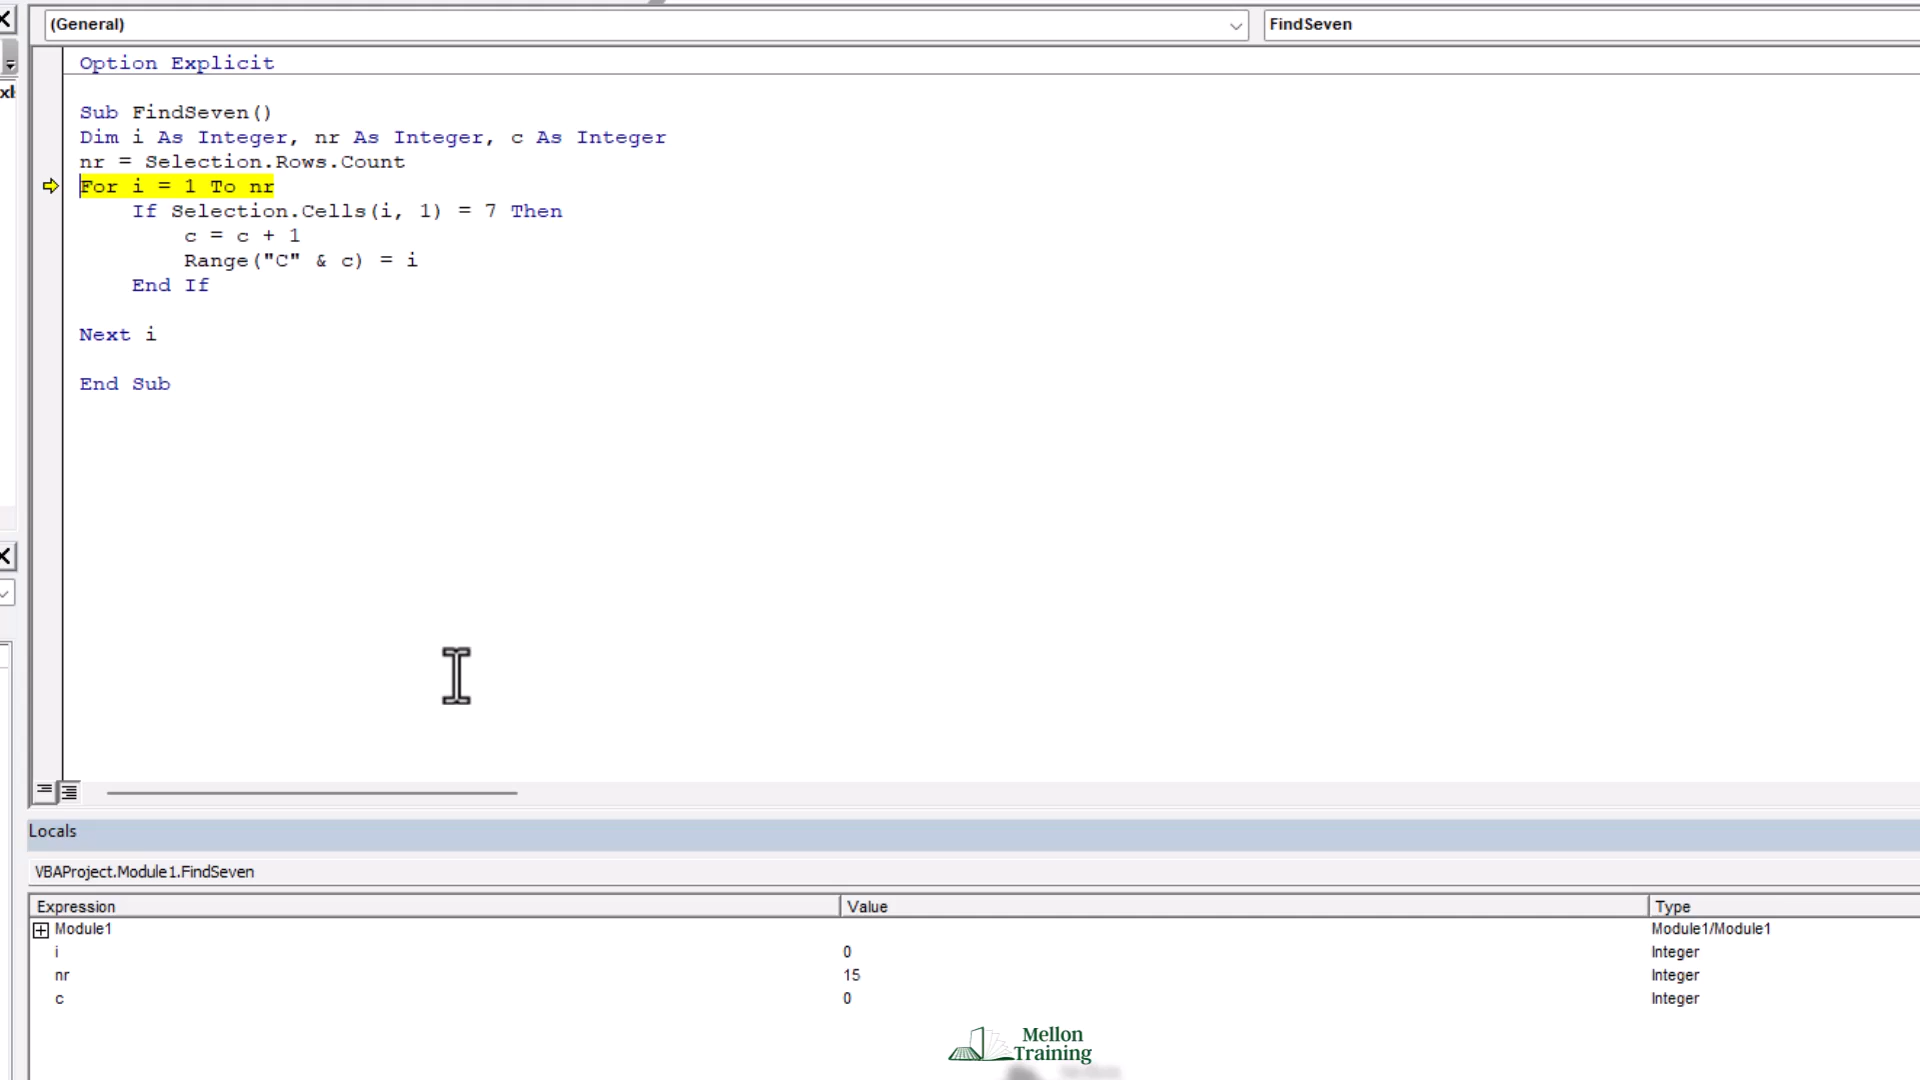 (General)
FindSeven
Option Explicit
Sub FindSeven()
Dim i As Integer, nr As Integer, c As Integer
nr = Selection.Rows.Count
For i = 1 To nr
If Selection.Cells(i, 1) = 7 Then
c = c + 1
Range("C" & c) = i
End If
Next i
End Sub
Locals
VBAProject.Module1.FindSeven
Expression Value Type
Module1 Module1/Module1
i 0 Integer
nr 15 Integer
c 0 Integer
Mellon
Training